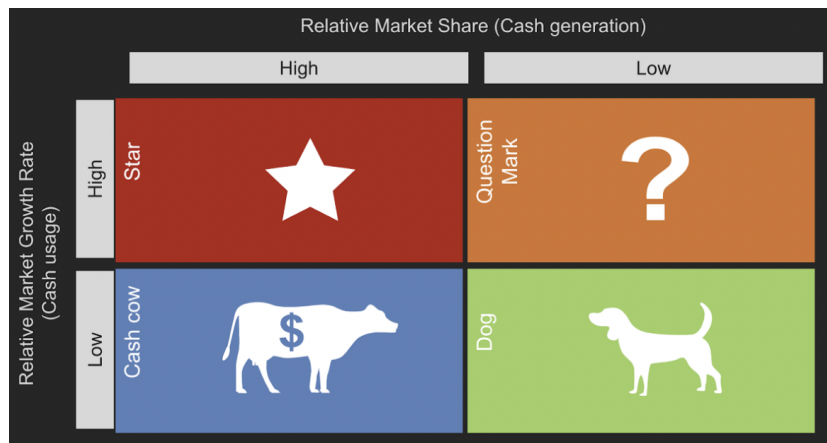 Relative Market Share (Cash generation)
High
Low
Relative Market Growth Rate
(Cash usage)
High
Star
Question
Mark
?
Low
Cash cow
$
Dog